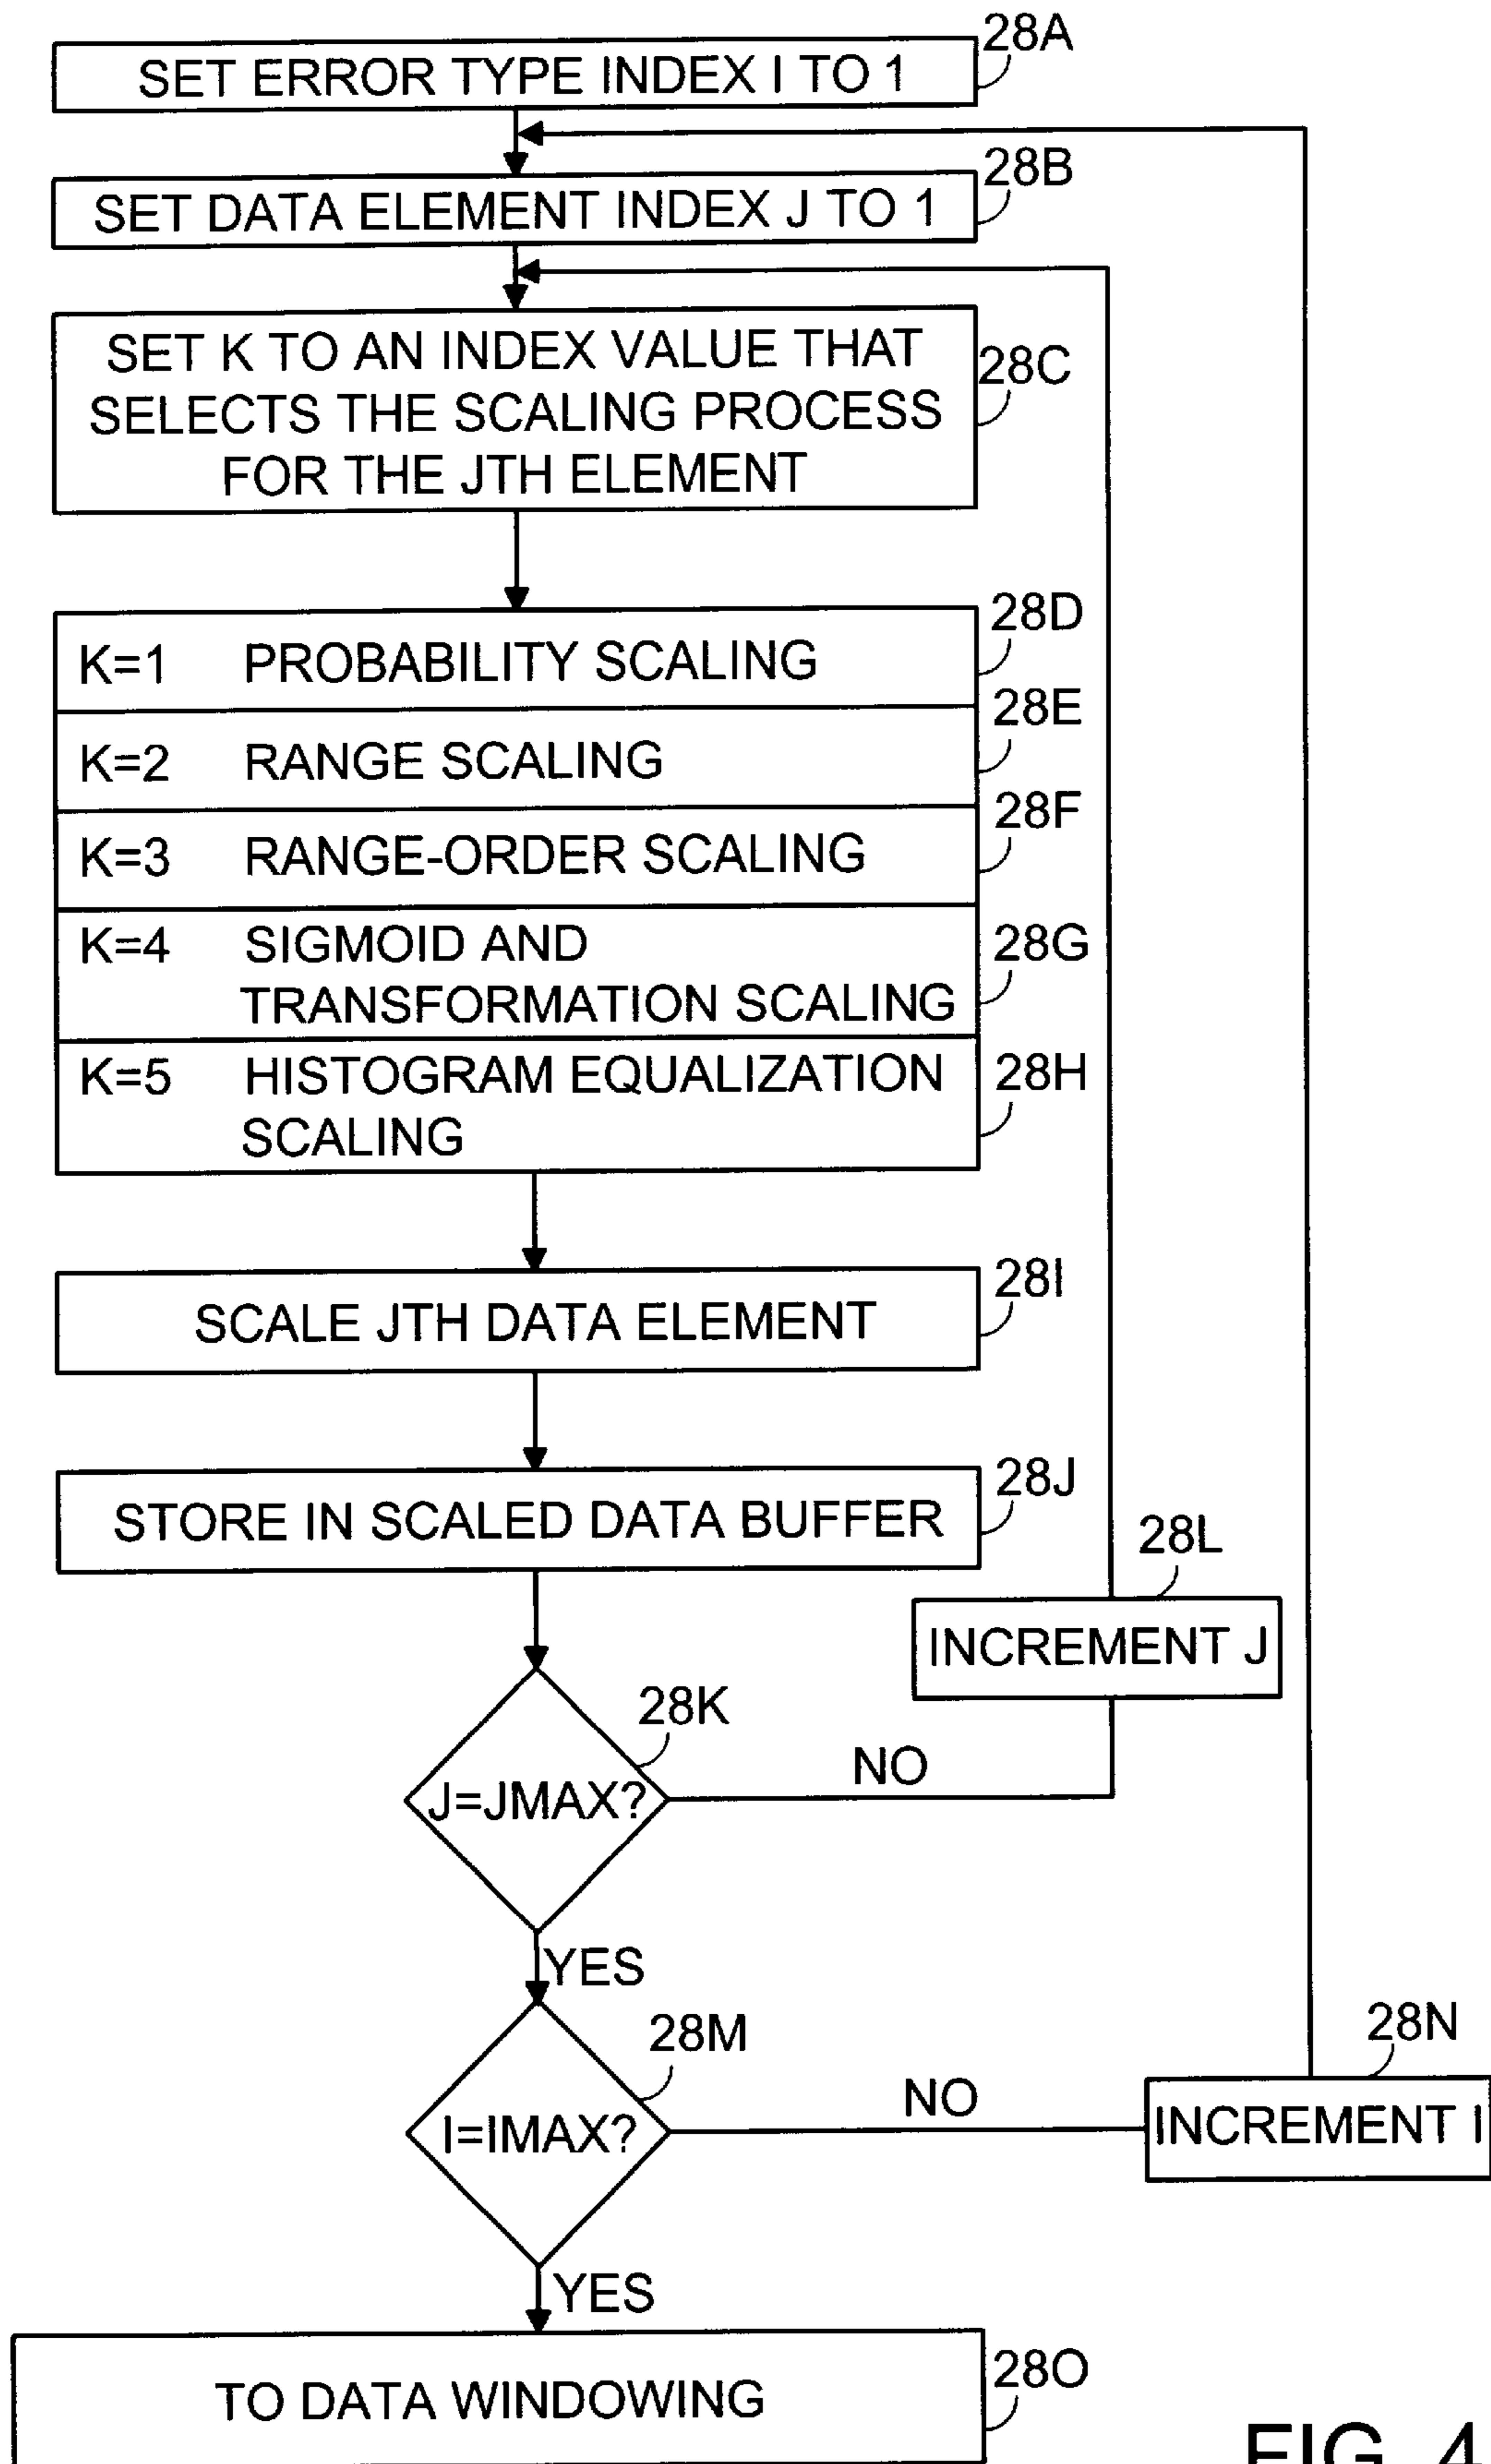 28A
SET ERROR TYPE INDEX I TO 1
28B
SET DATA ELEMENT INDEX J TO 1
SET K TO AN INDEX VALUE THAT
SELECTS THE SCALING PROCESS
FOR THE JTH ELEMENT
28C
28D
K=1 PROBABILITY SCALING
28E
K=2 RANGE SCALING
28F
K=3 RANGE-ORDER SCALING
K=4 SIGMOID AND
TRANSFORMATION SCALING
28G
K=5 HISTOGRAM EQUALIZATION
SCALING
28H
28I
SCALE JTH DATA ELEMENT
28J
STORE IN SCALED DATA BUFFER
28L
INCREMENT J
28K
NO
J=JMAX?
YES
28M
28N
NO
I=IMAX?
INCREMENT I
YES
28O
TO DATA WINDOWING
FIG. 4